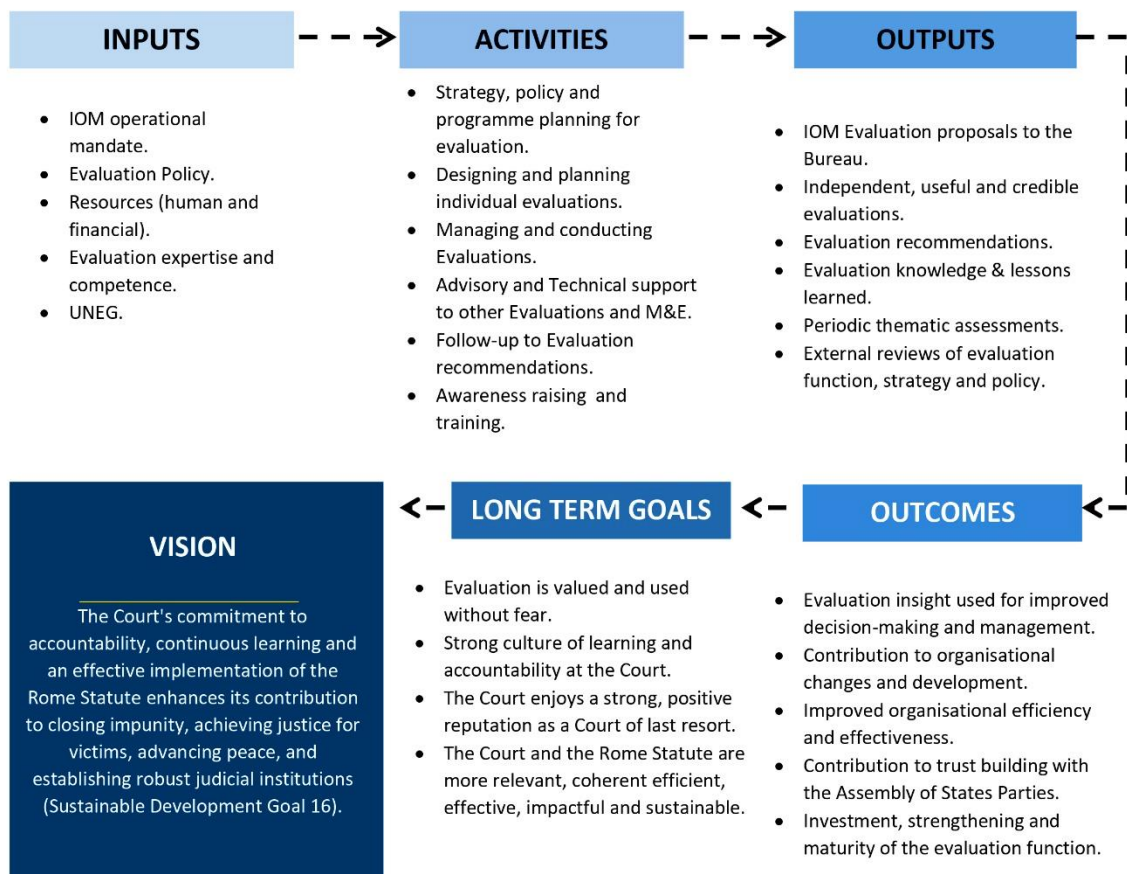 INPUTS
• IOM operational
mandate.
• Evaluation Policy.
• Resources (human and
financial).
• Evaluation expertise and
competence.
• UNEG.
ACTIVITIES
• Strategy, policy and
programme planning for
evaluation.
• Designing and planning
individual evaluations.
• Managing and conducting
Evaluations.
• Advisory and Technical support
to other Evaluations and M&E.
• Follow-up to Evaluation
recommendations.
• Awareness raising and
training.
OUTPUTS
• IOM Evaluation proposals to the
Bureau.
• Independent, useful and credible
evaluations.
• Evaluation recommendations.
• Evaluation knowledge & lessons
learned.
• Periodic thematic assessments.
• External reviews of evaluation
function, strategy and policy.
OUTCOMES
• Evaluation insight used for improved
decision-making and management.
• Contribution to organisational
changes and development.
• Improved organisational efficiency
and effectiveness.
• Contribution to trust building with
the Assembly of States Parties.
• Investment, strengthening and
maturity of the evaluation function.
LONG TERM GOALS
• Evaluation is valued and used
without fear.
• Strong culture of learning and
accountability at the Court.
• The Court enjoys a strong, positive
reputation as a Court of last resort.
• The Court and the Rome Statute are
more relevant, coherent efficient,
effective, impactful and sustainable.
VISION
The Court's commitment to
accountability, continuous learning and
an effective implementation of the
Rome Statute enhances its contribution
to closing impunity, achieving justice for
victims, advancing peace, and
establishing robust judicial institutions
(Sustainable Development Goal 16).